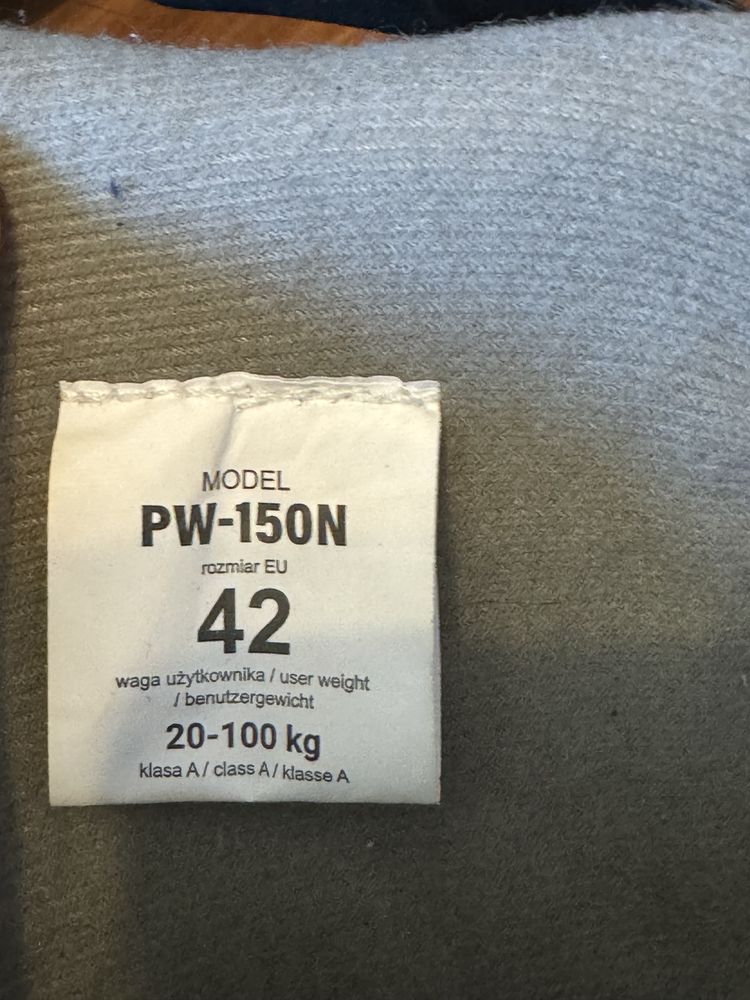 MODEL
PW-150N
rozmiar EU
42
waga użytkownika / user weight
/ benutzergewicht
20-100 kg
klasa A / class A / klasse A